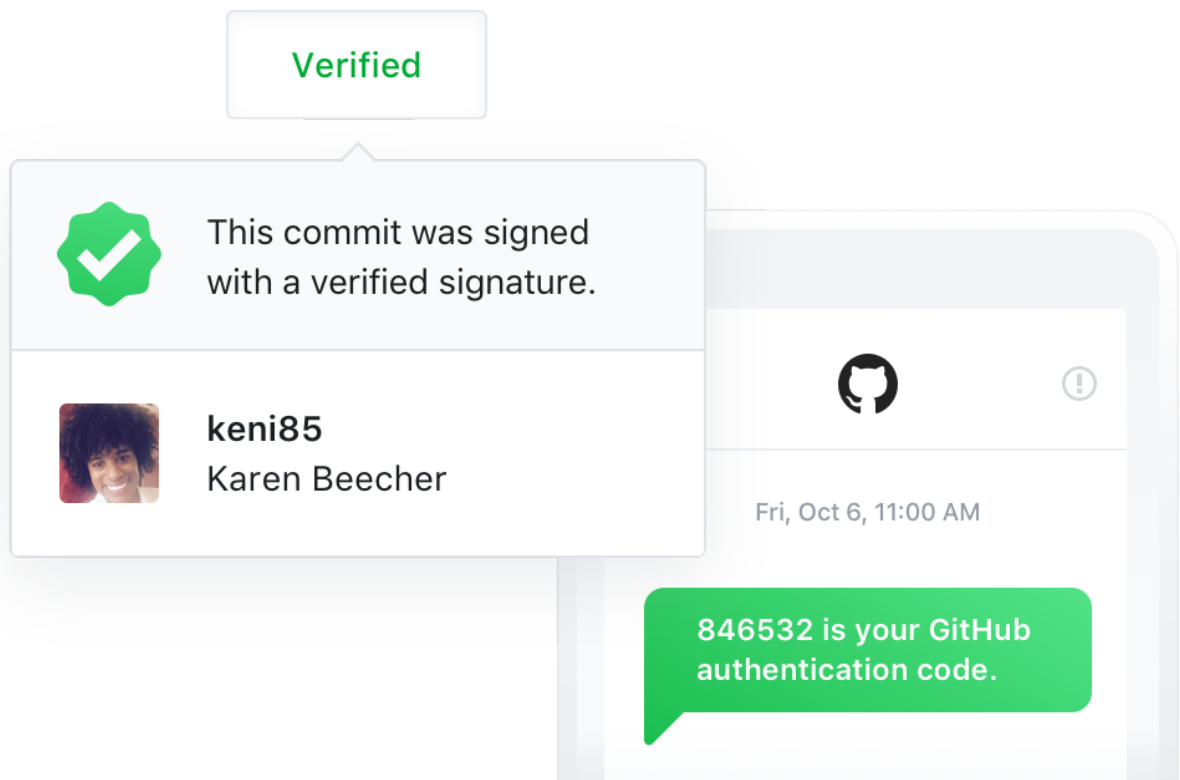 Verified
This commit was signed
with a verified signature.
keni85
Karen Beecher
Fri, Oct 6, 11:00 AM
846532 is your GitHub
authentication code.